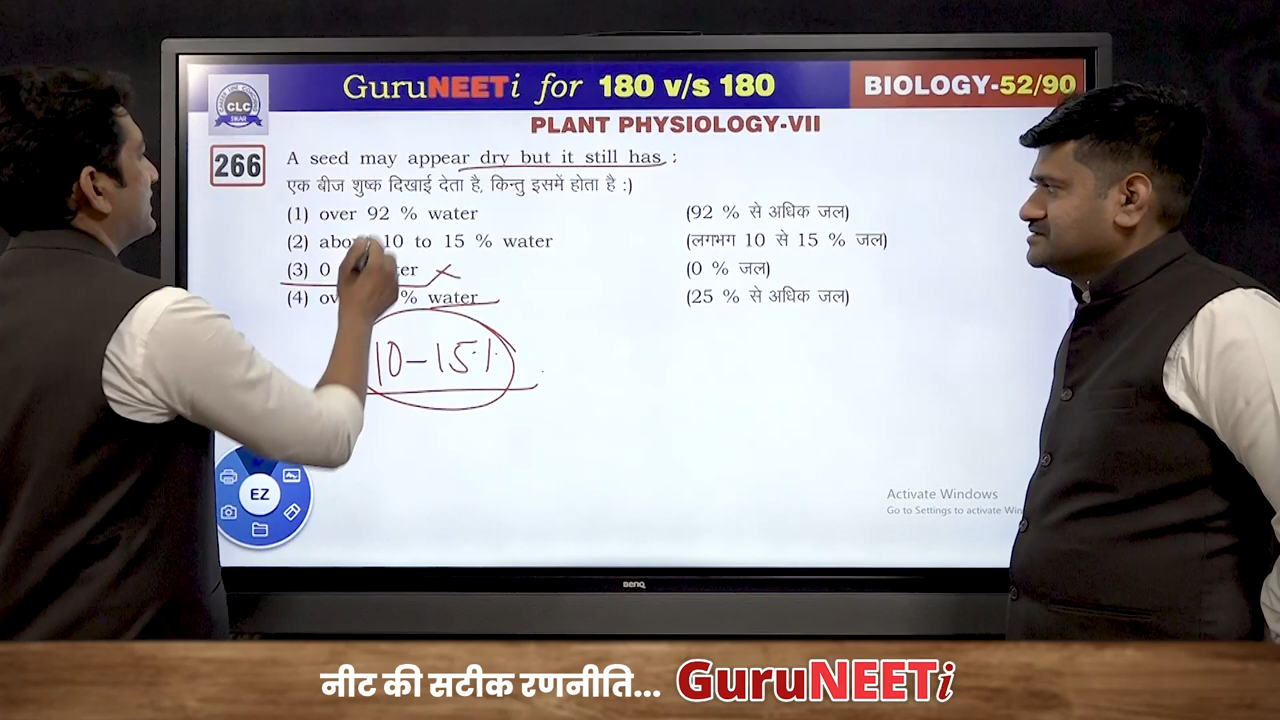 GuruNEETi for 180 v/s 180
BIOLOGY-52/90
CLC
SIKAR
PLANT PHYSIOLOGY-VII
266
A seed may appear dry but it still has :
एक बीज शुष्क दिखाई देता है, किन्तु इसमें होता है :)
(1) over 92 % water (92 % से अधिक जल)
(2) 10 to 15 % water (लगभग 10 से 15 % जल)
(3) 0 (0 % जल)
(4) % water (25 % से अधिक जल)
10-15%
EZ
Activate Windows
Go to Settings to activate Win
BenQ
नीट की सटीक रणनीति... GuruNEETi